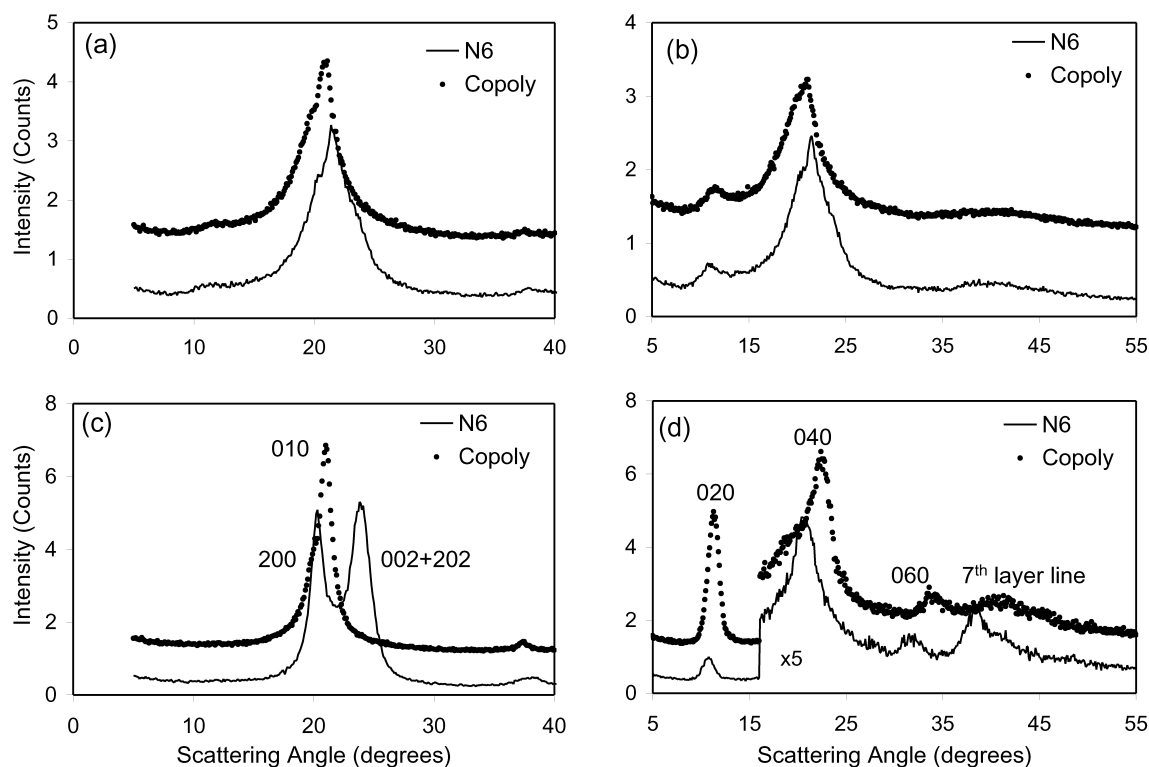 (a)
N6
Copoly
5
4
3
2
1
0
0
10
20
30
40
Intensity (Counts)
(b)
N6
Copoly
4
3
2
1
0
5
15
25
35
45
55
(c)
N6
Copoly
010
200
002+202
8
6
4
2
0
0
10
20
30
40
Intensity (Counts)
Scattering Angle (degrees)
(d)
N6
Copoly
040
020
060
7th layer line
x5
8
6
4
2
0
5
15
25
35
45
55
Scattering Angle (degrees)